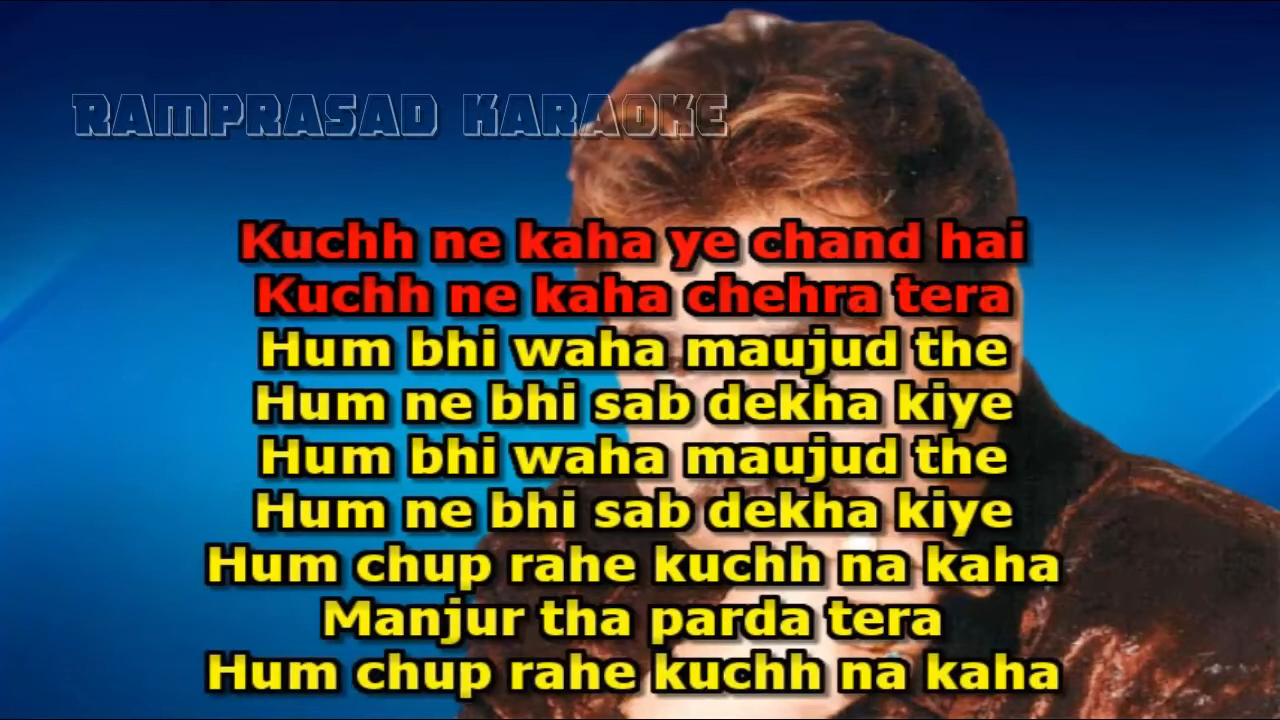 RAMPRASAD KARAOKE
Kuchh ne kaha ye chand hai
Kuchh ne kaha chehra tera
Hum bhi waha maujud the
Hum ne bhi sab dekha kiye
Hum bhi waha maujud the
Hum ne bhi sab dekha kiye
Hum chup rahe kuchh na kaha
Manjur tha parda tera
Hum chup rahe kuchh na kaha